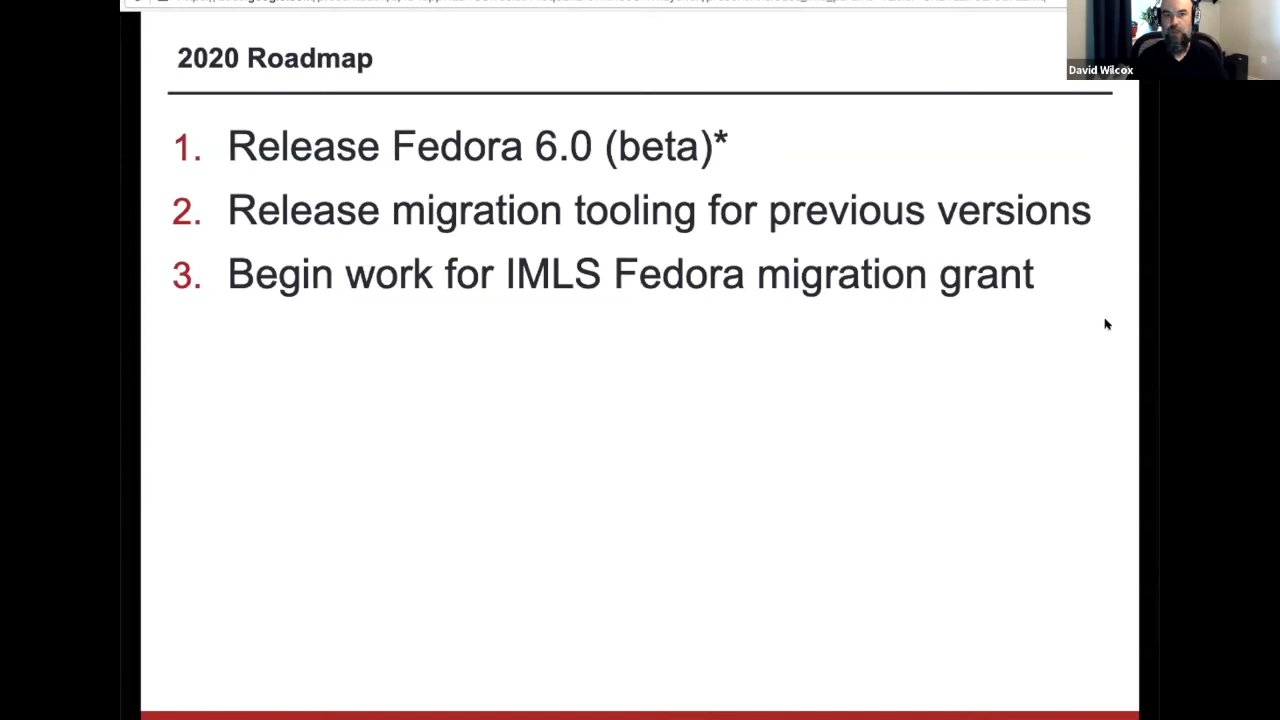 2020 Roadmap
David Wilcox
1. Release Fedora 6.0 (beta)*
2. Release migration tooling for previous versions
3. Begin work for IMLS Fedora migration grant